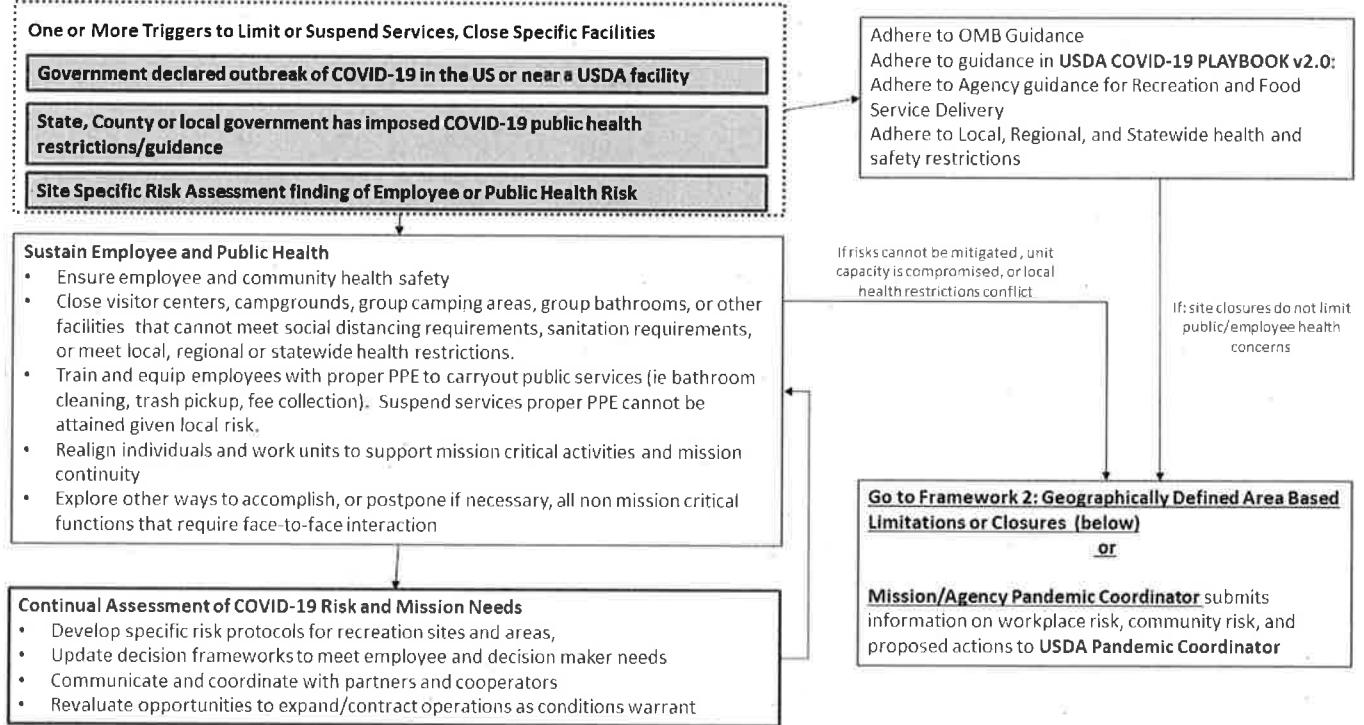 One or More Triggers to Limit or Suspend Services, Close Specific Facilities
Government declared outbreak of COVID-19 in the US or near a USDA facility
State, County or local government has imposed COVID-19 public health
restrictions/guidance
Site Specific Risk Assessment finding of Employee or Public Health Risk
Adhere to OMB Guidance
Adhere to guidance in USDA COVID-19 PLAYBOOK v2.0:
Adhere to Agency guidance for Recreation and Food
Service Delivery
Adhere to Local, Regional, and Statewide health and
safety restrictions
Sustain Employee and Public Health
• Ensure employee and community health safety
• Close visitor centers, campgrounds, group camping areas, group bathrooms, or other
facilities that cannot meet social distancing requirements, sanitation requirements,
or meet local, regional or statewide health restrictions.
• Train and equip employees with proper PPE to carryout public services (ie bathroom
cleaning, trash pickup, fee collection). Suspend services proper PPE cannot be
attained given local risk.
• Realign individuals and work units to support mission critical activities and mission
continuity
• Explore other ways to accomplish, or postpone if necessary, all non mission critical
functions that require face-to-face interaction
If risks cannot be mitigated, unit
capacity is compromised, or local
health restrictions conflict
If: site closures do not limit
public/employee health
concerns
Go to Framework 2: Geographically Defined Area Based
Limitations or Closures (below)
or
Mission/Agency Pandemic Coordinator submits
information on workplace risk, community risk, and
proposed actions to USDA Pandemic Coordinator
Continual Assessment of COVID-19 Risk and Mission Needs
• Develop specific risk protocols for recreation sites and areas,
• Update decision frameworks to meet employee and decision maker needs
• Communicate and coordinate with partners and cooperators
• Revaluate opportunities to expand/contract operations as conditions warrant